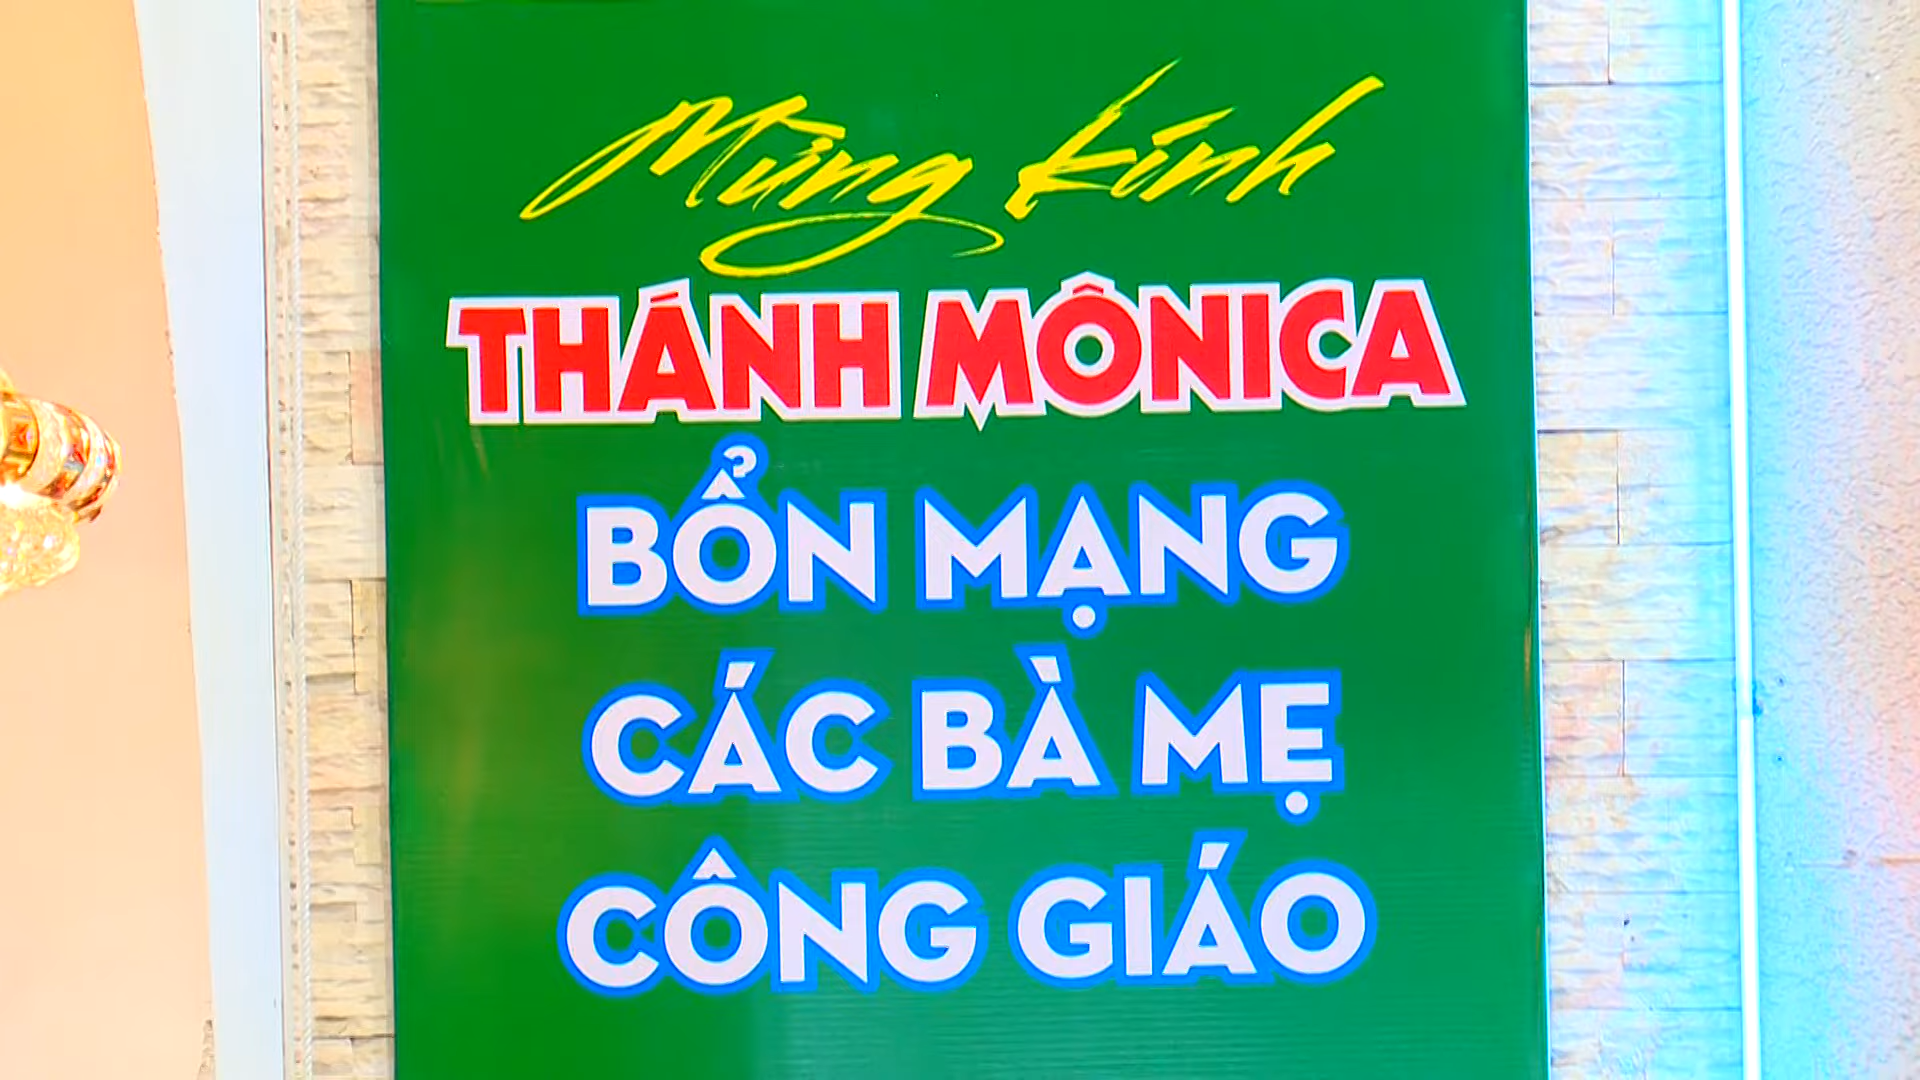 Mừng kính
THÁNH MÔNICA
BỔN MẠNG
CÁC BÀ MẸ
CÔNG GIÁO